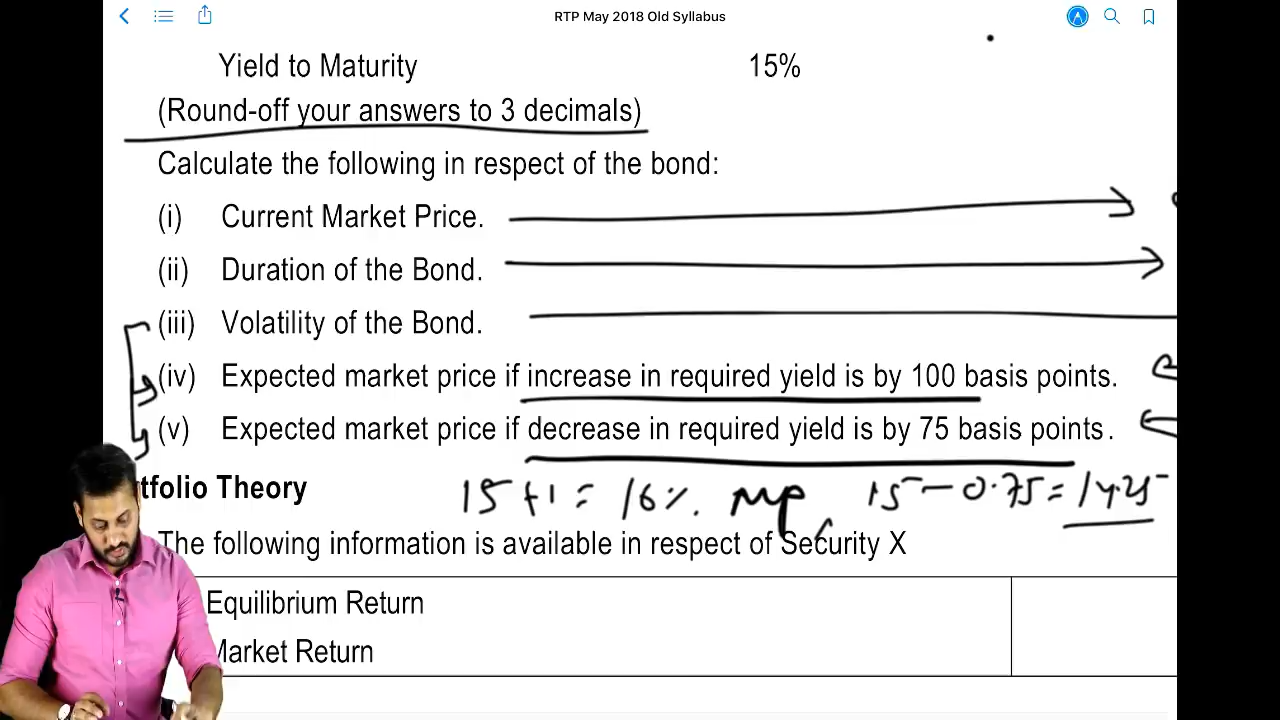 RTP May 2018 Old Syllabus
Yield to Maturity 15%
(Round-off your answers to 3 decimals)
Calculate the following in respect of the bond:
(i) Current Market Price.
(ii) Duration of the Bond.
(iii) Volatility of the Bond.
(iv) Expected market price if increase in required yield is by 100 basis points.
(v) Expected market price if decrease in required yield is by 75 basis points.
tfolio Theory
15+1= 16%. MP 15-0.75=14.25
The following information is available in respect of Security X
Equilibrium Return
Market Return